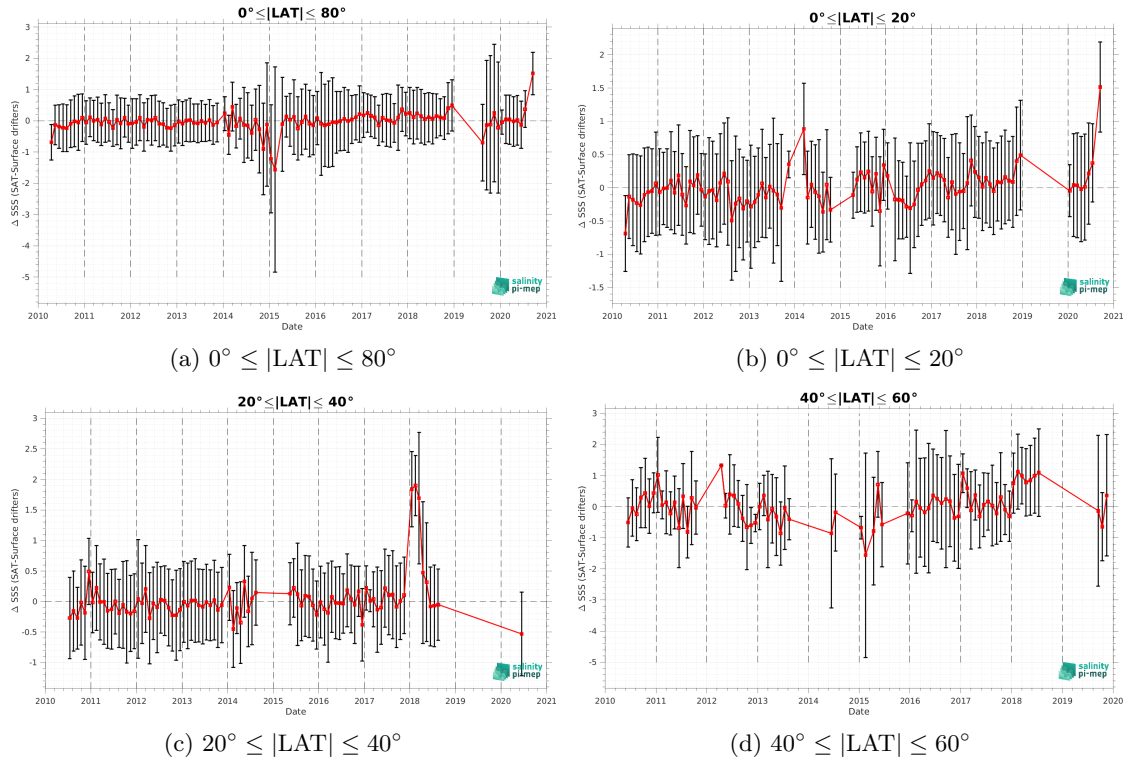 0°≤|LAT|≤ 80°
3
2
1
0
-1
-2
-3
-4
-5
Δ SSS (SAT-Surface drifters)
2010 2011 2012 2013 2014 2015 2016 2017 2018 2019 2020 2021
Date
salinity
pi-mep
(a) 0° ≤ |LAT| ≤ 80°
0°≤|LAT|≤ 20°
2
1.5
1
0.5
0
-0.5
-1
-1.5
Δ SSS (SAT-Surface drifters)
2010 2011 2012 2013 2014 2015 2016 2017 2018 2019 2020 2021
Date
salinity
pi-mep
(b) 0° ≤ |LAT| ≤ 20°
20°≤|LAT|≤ 40°
3
2.5
2
1.5
1
0.5
0
-0.5
-1
Δ SSS (SAT-Surface drifters)
2010 2011 2012 2013 2014 2015 2016 2017 2018 2019 2020 2021
Date
salinity
pi-mep
(c) 20° ≤ |LAT| ≤ 40°
40°≤|LAT|≤ 60°
3
2
1
0
-1
-2
-3
-4
-5
Δ SSS (SAT-Surface drifters)
2010 2011 2012 2013 2014 2015 2016 2017 2018 2019 2020
Date
salinity
pi-mep
(d) 40° ≤ |LAT| ≤ 60°